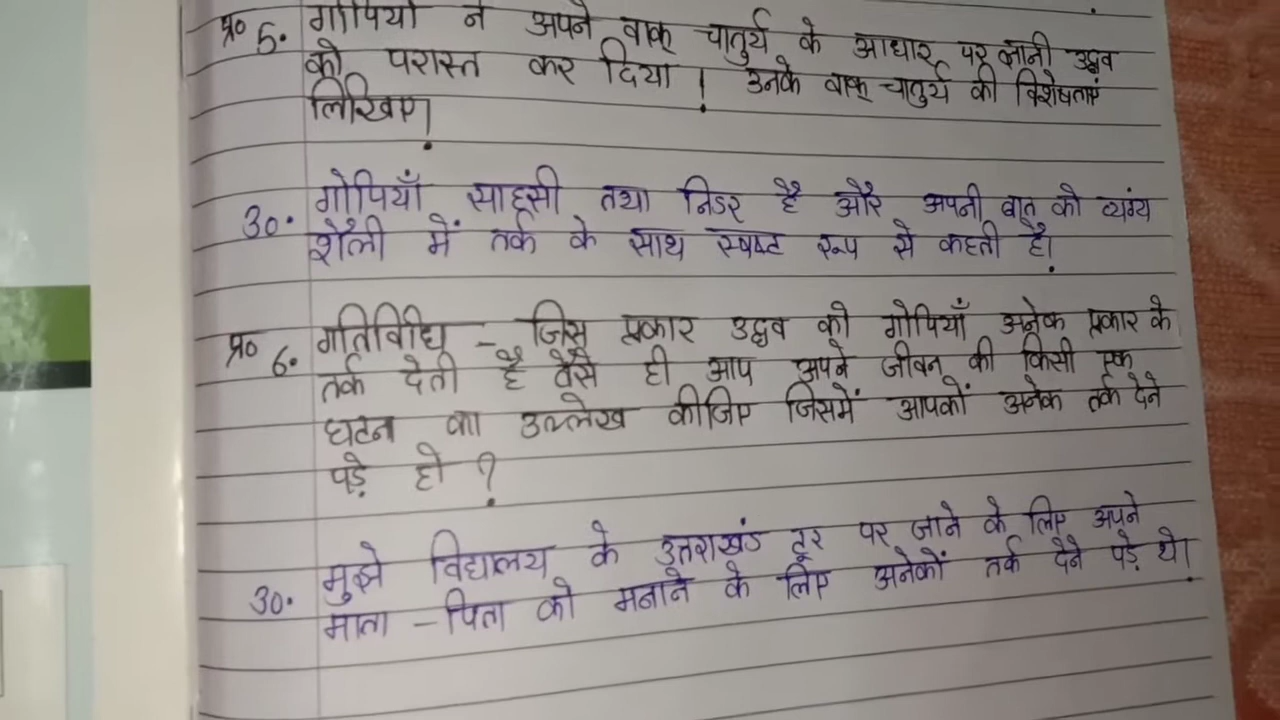 प्र० 5. गोपियों ने अपने वाक् चातुर्य के आधार पर ज्ञानी उद्धव
को परास्त कर दिया! उनके वाक् चातुर्य की विशेषताएं
लिखिए।
उ०. गोपियाँ साहसी तथा निडर है और अपनी बात को व्यंग्य
शैली में तर्क के साथ स्पष्ट रूप से कहती है।
प्र० 6. गतिविधि - जिस प्रकार उद्धव को गोपियाँ अनेक प्रकार के
तर्क देती है वैसे ही आप अपने जीवन की किसी एक
घटन का उल्लेख कीजिए जिसमें आपकों अनेक तर्क देने
पड़े हो ?
उ०. मुझे विद्यालय के उत्तराखंड टूर पर जाने के लिए अपने
माता - पिता को मनाने के लिए अनेकों तर्क देने पड़े थे।